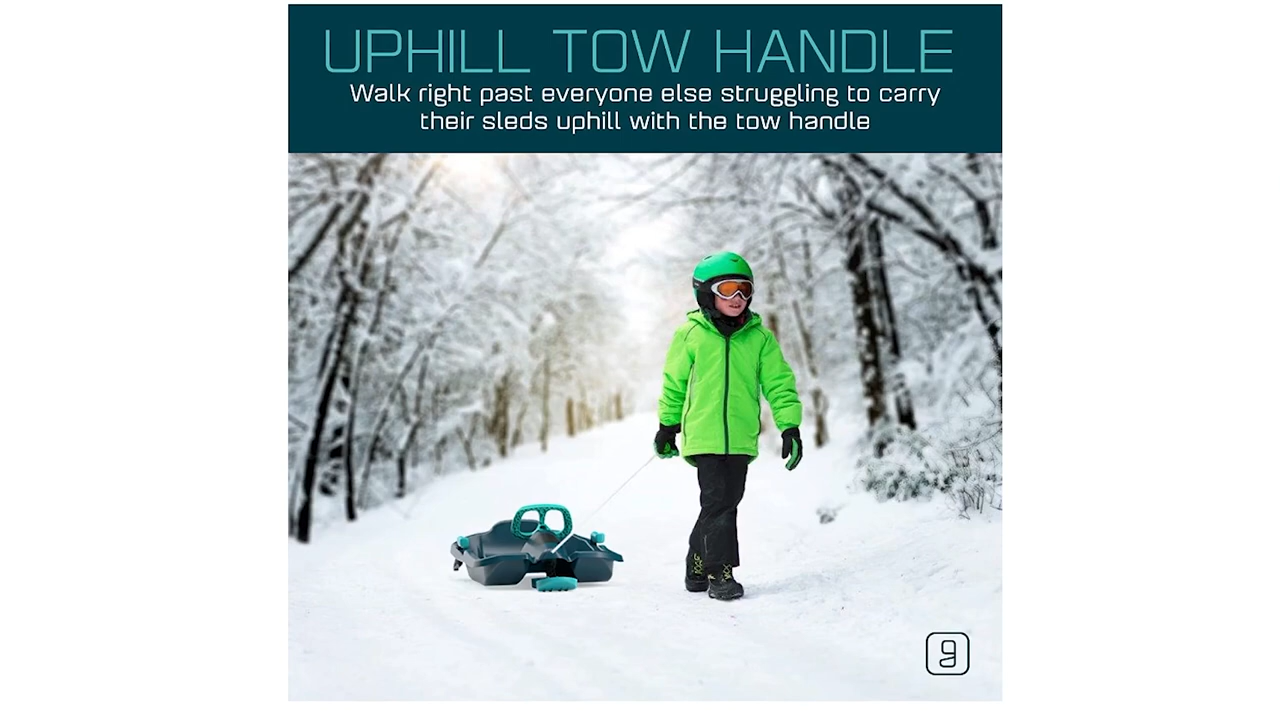 UPHILL TOW HANDLE
Walk right past everyone else struggling to carry
their sleds uphill with the tow handle
g